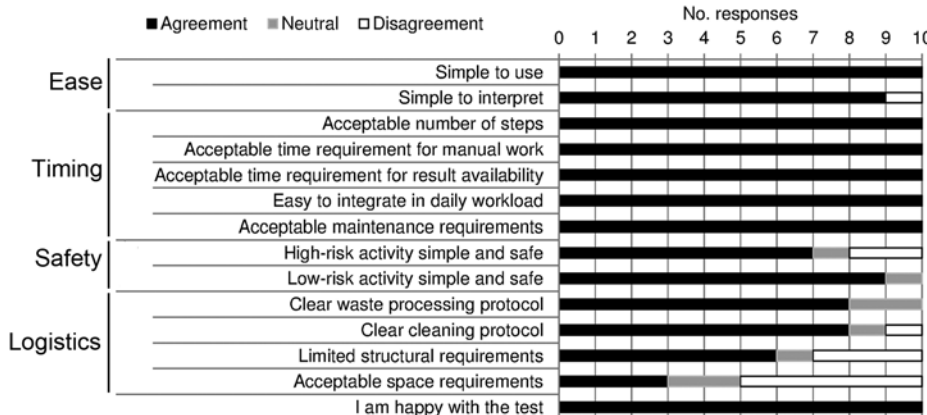 No. responses
■ Agreement ■ Neutral □ Disagreement
0 1 2 3 4 5 6 7 8 9 10
Ease
Simple to use
Simple to interpret
Timing
Acceptable number of steps
Acceptable time requirement for manual work
Acceptable time requirement for result availability
Easy to integrate in daily workload
Acceptable maintenance requirements
Safety
High-risk activity simple and safe
Low-risk activity simple and safe
Logistics
Clear waste processing protocol
Clear cleaning protocol
Limited structural requirements
Acceptable space requirements
I am happy with the test